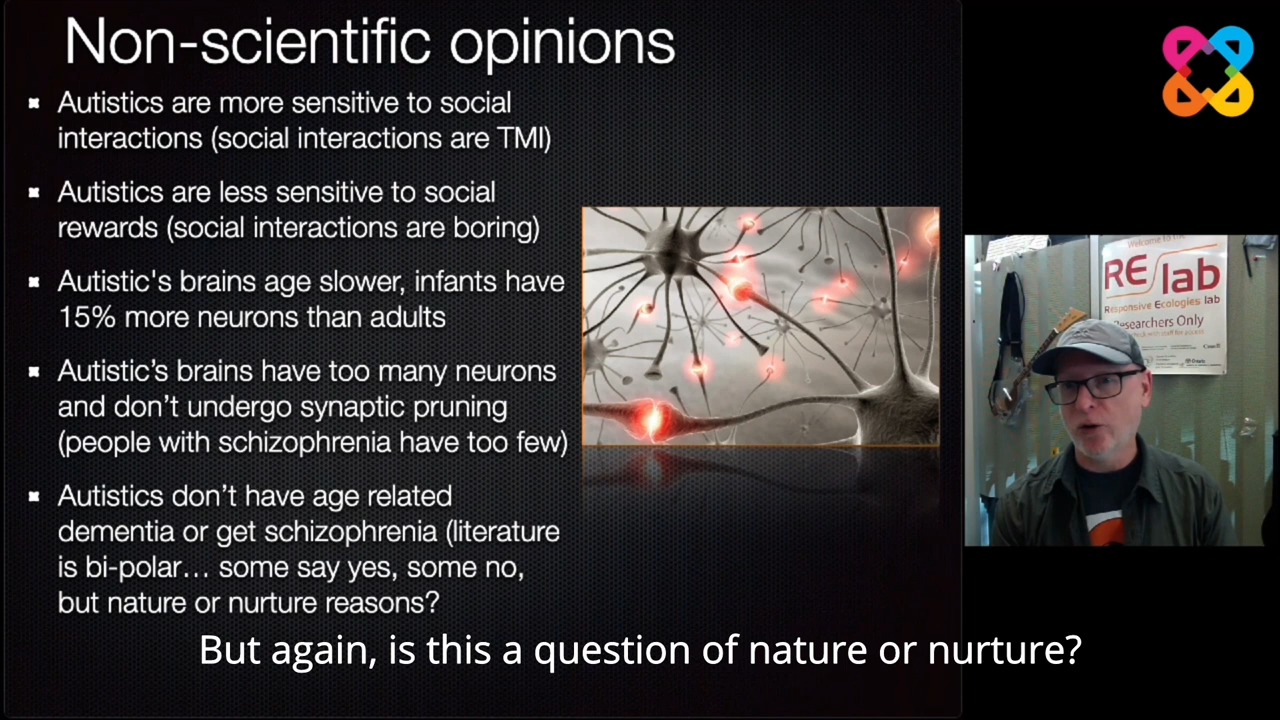 Non-scientific opinions
Autistics are more sensitive to social
interactions (social interactions are TMI)
Autistics are less sensitive to social
rewards (social interactions are boring)
Autistic's brains age slower, infants have
15% more neurons than adults
Autistic’s brains have too many neurons
and don’t undergo synaptic pruning
(people with schizophrenia have too few)
Autistics don’t have age related
dementia or get schizophrenia (literature
is bi-polar… some say yes, some no,
but nature or nurture reasons?
But again, is this a question of nature or nurture?
Welcome to the
RE lab
Responsive Ecologies lab
Researchers Only